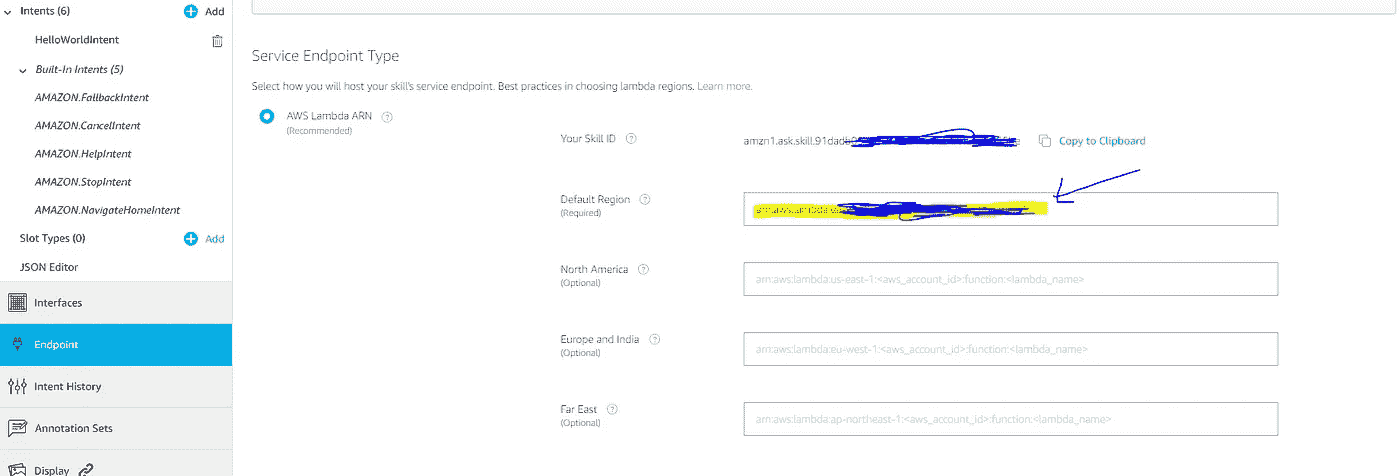 Intents (6)
Add
HelloWorldIntent
Built-In Intents (5)
AMAZON.FallbackIntent
AMAZON.CancelIntent
AMAZON.HelpIntent
AMAZON.StopIntent
AMAZON.NavigateHomeIntent
Slot Types (0)
Add
JSON Editor
Interfaces
Endpoint
Intent History
Annotation Sets
Display
Service Endpoint Type
Select how you will host your skill's service endpoint. Best practices in choosing lambda regions. Learn more.
AWS Lambda ARN
(Recommended)
Your Skill ID
amzn1.ask.skill.91dadb
Copy to Clipboard
Default Region
(Required)
arn:aws:lambda:
North America
(Optional)
arn:aws:lambda:us-east-1:<aws_account_id>:function:<lambda_name>
Europe and India
(Optional)
arn:aws:lambda:eu-west-1:<aws_account_id>:function:<lambda_name>
Far East
(Optional)
arn:aws:lambda:ap-northeast-1:<aws_account_id>:function:<lambda_name>